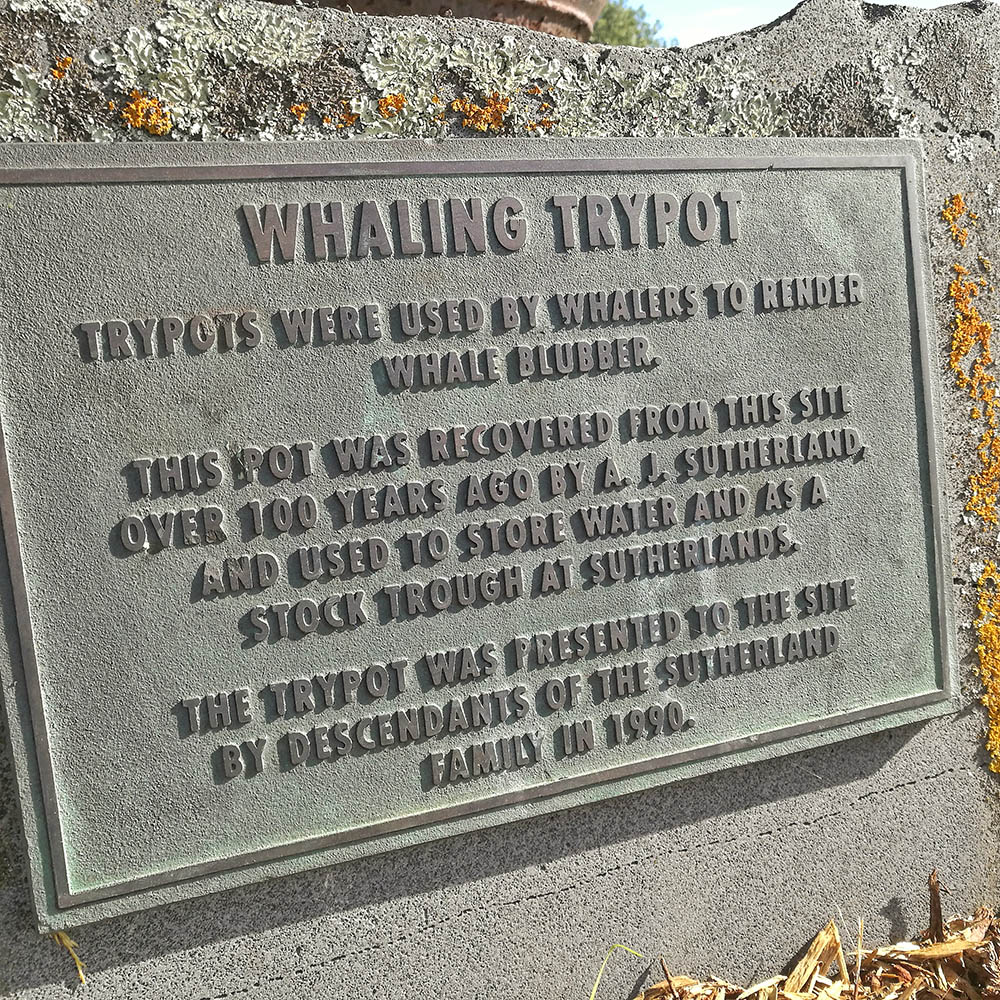 WHALING TRYPOT
TRYPOTS WERE USED BY WHALERS TO RENDER
WHALE BLUBBER.
THIS POT WAS RECOVERED FROM THIS SITE
OVER 100 YEARS AGO BY A. J. SUTHERLAND,
AND USED TO STORE WATER AND AS A
STOCK TROUGH AT SUTHERLANDS.
THE TRYPOT WAS PRESENTED TO THE SITE
BY DESCENDANTS OF THE SUTHERLAND
FAMILY IN 1990.